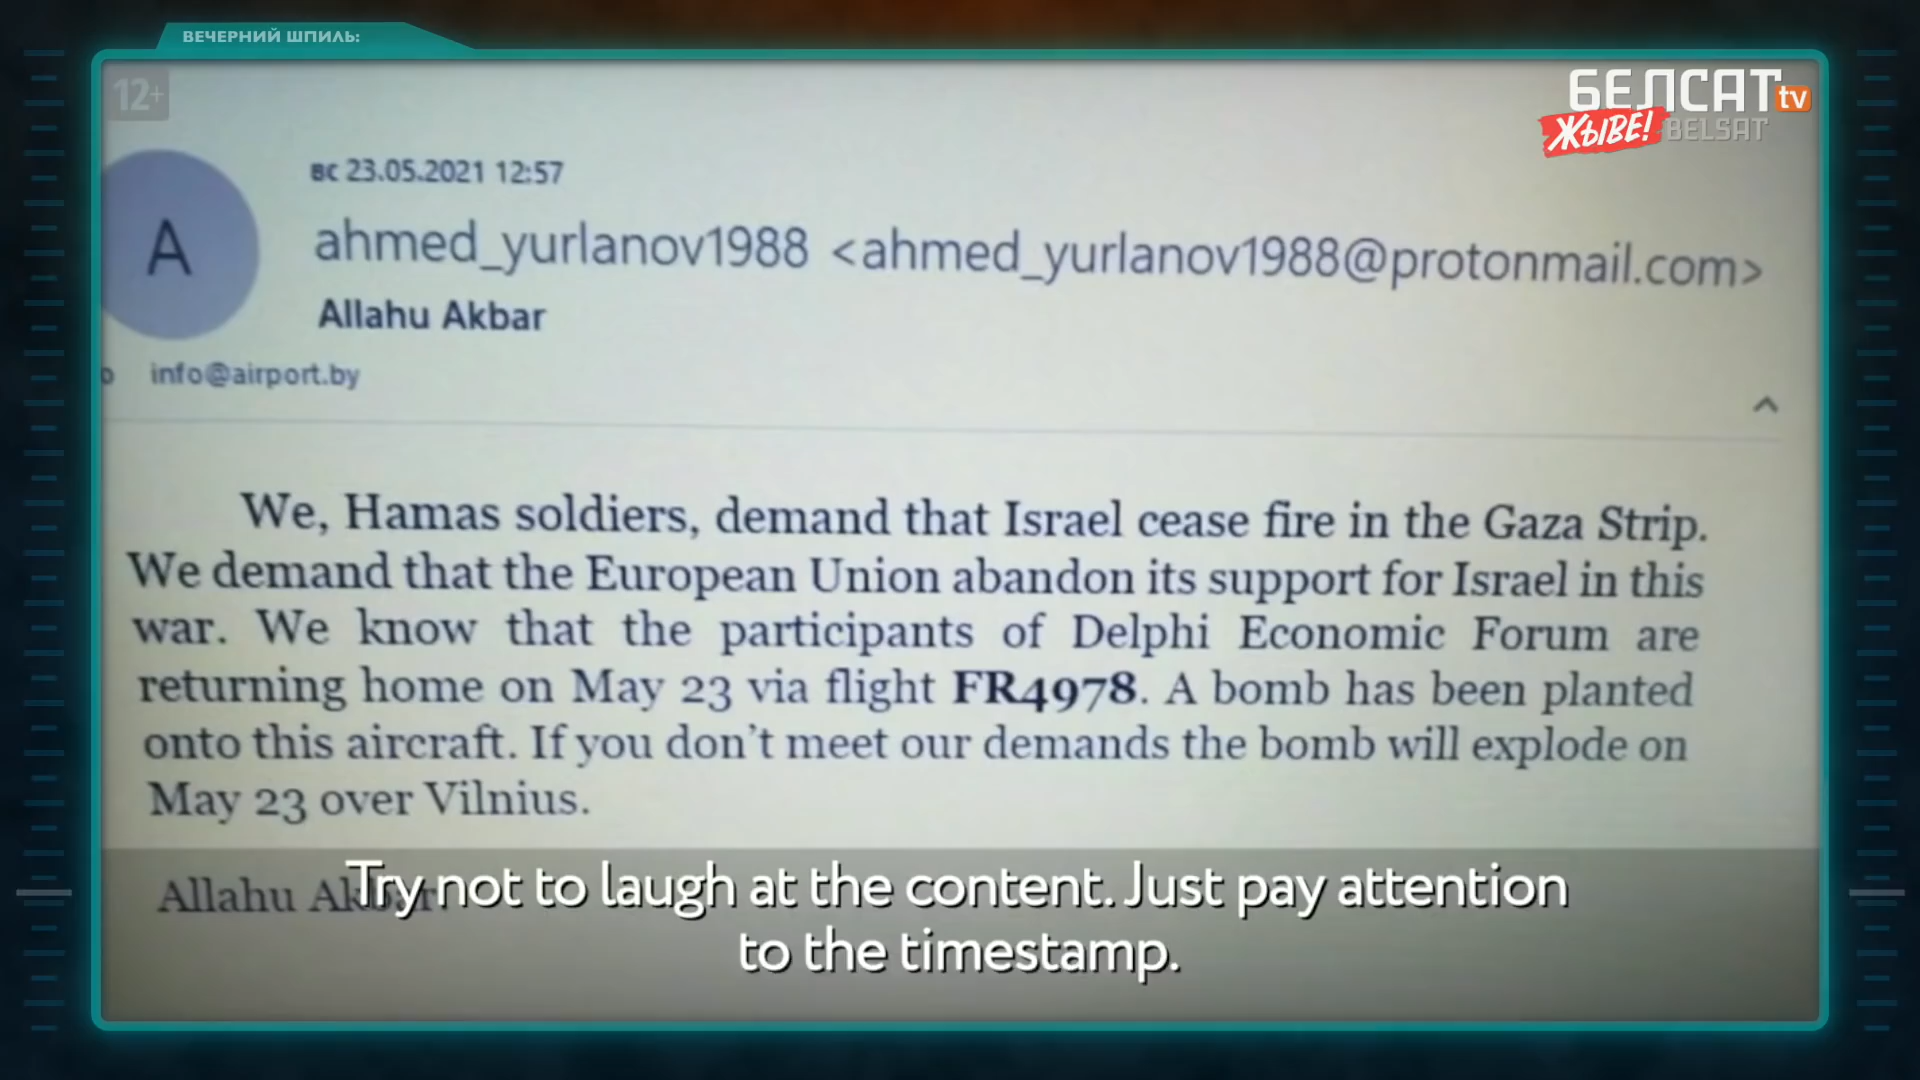 ВЕЧЕРНИЙ ШПИЛЬ:
12+
БЕЛСАТ tv
ЖЫВЕ! BELSAT
вс 23.05.2021 12:57
A
ahmed_yurlanov1988 <ahmed_yurlanov1988@protonmail.com>
Allahu Akbar
info@airport.by
We, Hamas soldiers, demand that Israel cease fire in the Gaza Strip.
We demand that the European Union abandon its support for Israel in this
war. We know that the participants of Delphi Economic Forum are
returning home on May 23 via flight FR4978. A bomb has been planted
onto this aircraft. If you don't meet our demands the bomb will explode on
May 23 over Vilnius.
Allahu Akbar.
Try not to laugh at the content. Just pay attention
to the timestamp.